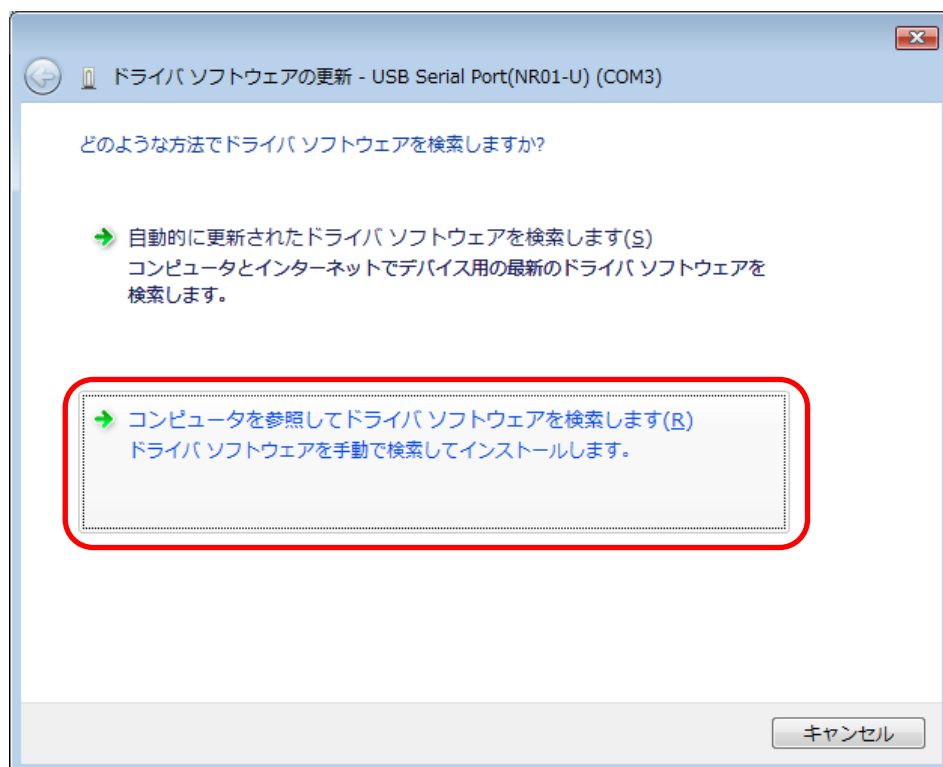 ドライバ ソフトウェアの更新 - USB Serial Port(NR01-U) (COM3)
どのような方法でドライバ ソフトウェアを検索しますか?
自動的に更新されたドライバ ソフトウェアを検索します(S)
コンピュータとインターネットでデバイス用の最新のドライバ ソフトウェアを
検索します。
コンピュータを参照してドライバ ソフトウェアを検索します(R)
ドライバ ソフトウェアを手動で検索してインストールします。
キャンセル